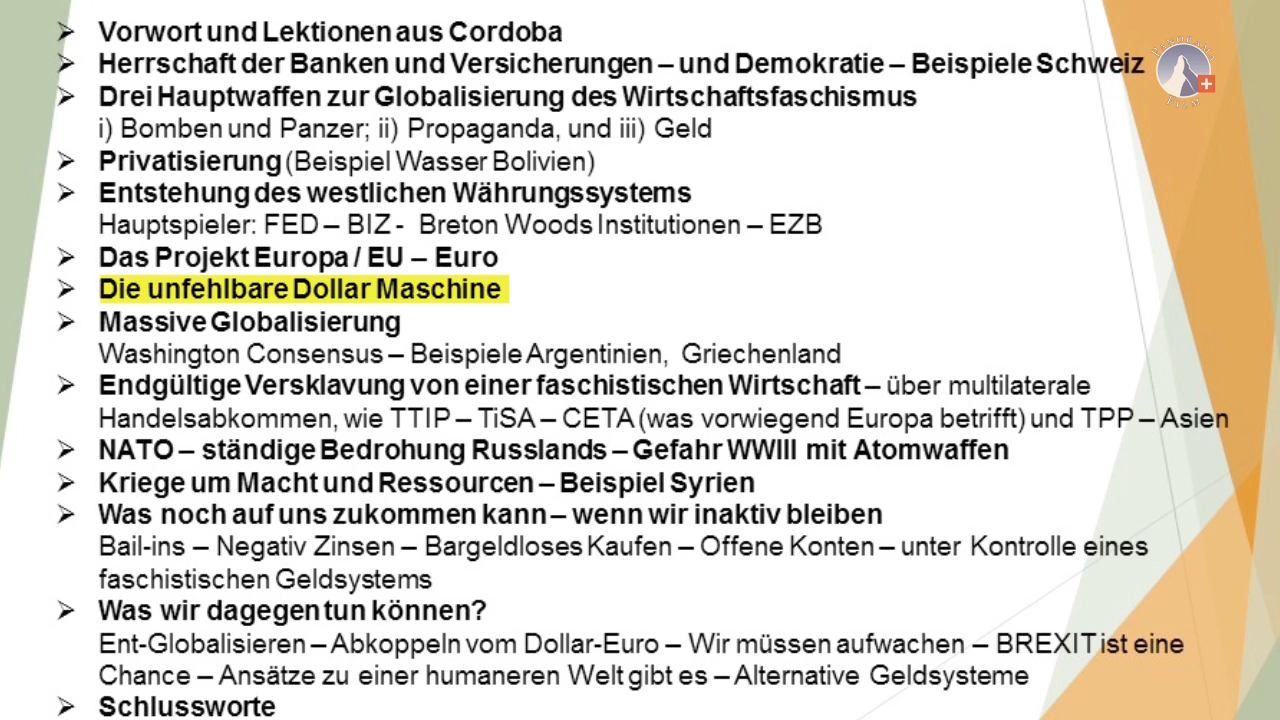 ➢ Vorwort und Lektionen aus Cordoba
➢ Herrschaft der Banken und Versicherungen – und Demokratie – Beispiele Schweiz
➢ Drei Hauptwaffen zur Globalisierung des Wirtschaftsfaschismus
i) Bomben und Panzer; ii) Propaganda, und iii) Geld
➢ Privatisierung (Beispiel Wasser Bolivien)
➢ Entstehung des westlichen Währungssystems
Hauptspieler: FED – BIZ - Breton Woods Institutionen – EZB
➢ Das Projekt Europa / EU – Euro
➢ Die unfehlbare Dollar Maschine
➢ Massive Globalisierung
Washington Consensus – Beispiele Argentinien, Griechenland
➢ Endgültige Versklavung von einer faschistischen Wirtschaft – über multilaterale
Handelsabkommen, wie TTIP – TiSA – CETA (was vorwiegend Europa betrifft) und TPP – Asien
➢ NATO – ständige Bedrohung Russlands – Gefahr WWIII mit Atomwaffen
➢ Kriege um Macht und Ressourcen – Beispiel Syrien
➢ Was noch auf uns zukommen kann – wenn wir inaktiv bleiben
Bail-ins – Negativ Zinsen – Bargeldloses Kaufen – Offene Konten – unter Kontrolle eines
faschistischen Geldsystems
➢ Was wir dagegen tun können?
Ent-Globalisieren – Abkoppeln vom Dollar-Euro – Wir müssen aufwachen – BREXIT ist eine
Chance – Ansätze zu einer humaneren Welt gibt es – Alternative Geldsysteme
➢ Schlussworte
PANORAMA
FILM